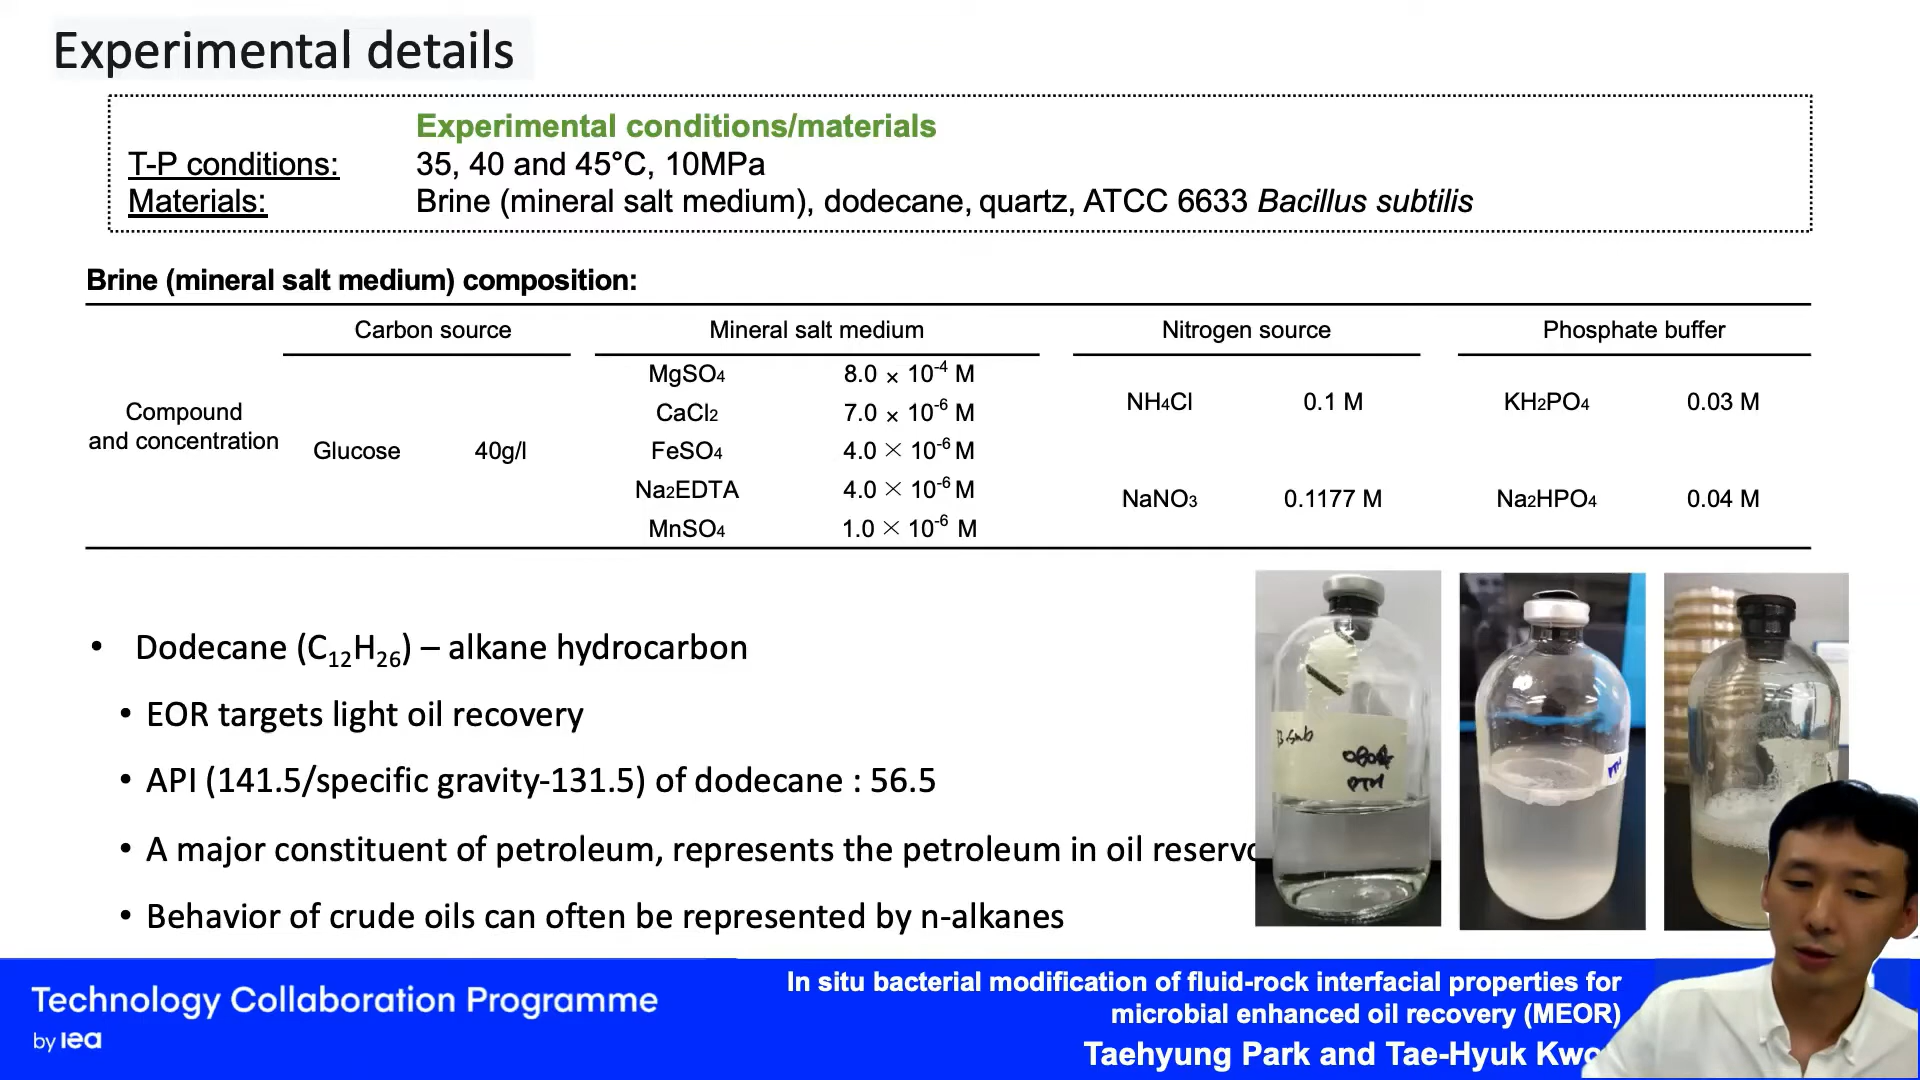 Experimental details
Experimental conditions/materials
T-P conditions: 35, 40 and 45°C, 10MPa
Materials: Brine (mineral salt medium), dodecane, quartz, ATCC 6633 Bacillus subtilis
Brine (mineral salt medium) composition:
Carbon source Mineral salt medium Nitrogen source Phosphate buffer
Compound
and concentration
Glucose 40g/l
MgSO₄ 8.0 × 10⁻⁴ M
CaCl₂ 7.0 × 10⁻⁶ M
FeSO₄ 4.0 × 10⁻⁶ M
Na₂EDTA 4.0 × 10⁻⁶ M
MnSO₄ 1.0 × 10⁻⁶ M
NH₄Cl 0.1 M
NaNO₃ 0.1177 M
KH₂PO₄ 0.03 M
Na₂HPO₄ 0.04 M
• Dodecane (C₁₂H₂₆) – alkane hydrocarbon
• EOR targets light oil recovery
• API (141.5/specific gravity-131.5) of dodecane : 56.5
• A major constituent of petroleum, represents the petroleum in oil
• Behavior of crude oils can often be represented by n-alkanes
B sub
PTH
Technology Collaboration Programme
by iea
In situ bacterial modification of fluid-rock interfacial properties for
microbial enhanced oil recovery (MEOR)
Taehyung Park and Tae-Hyuk